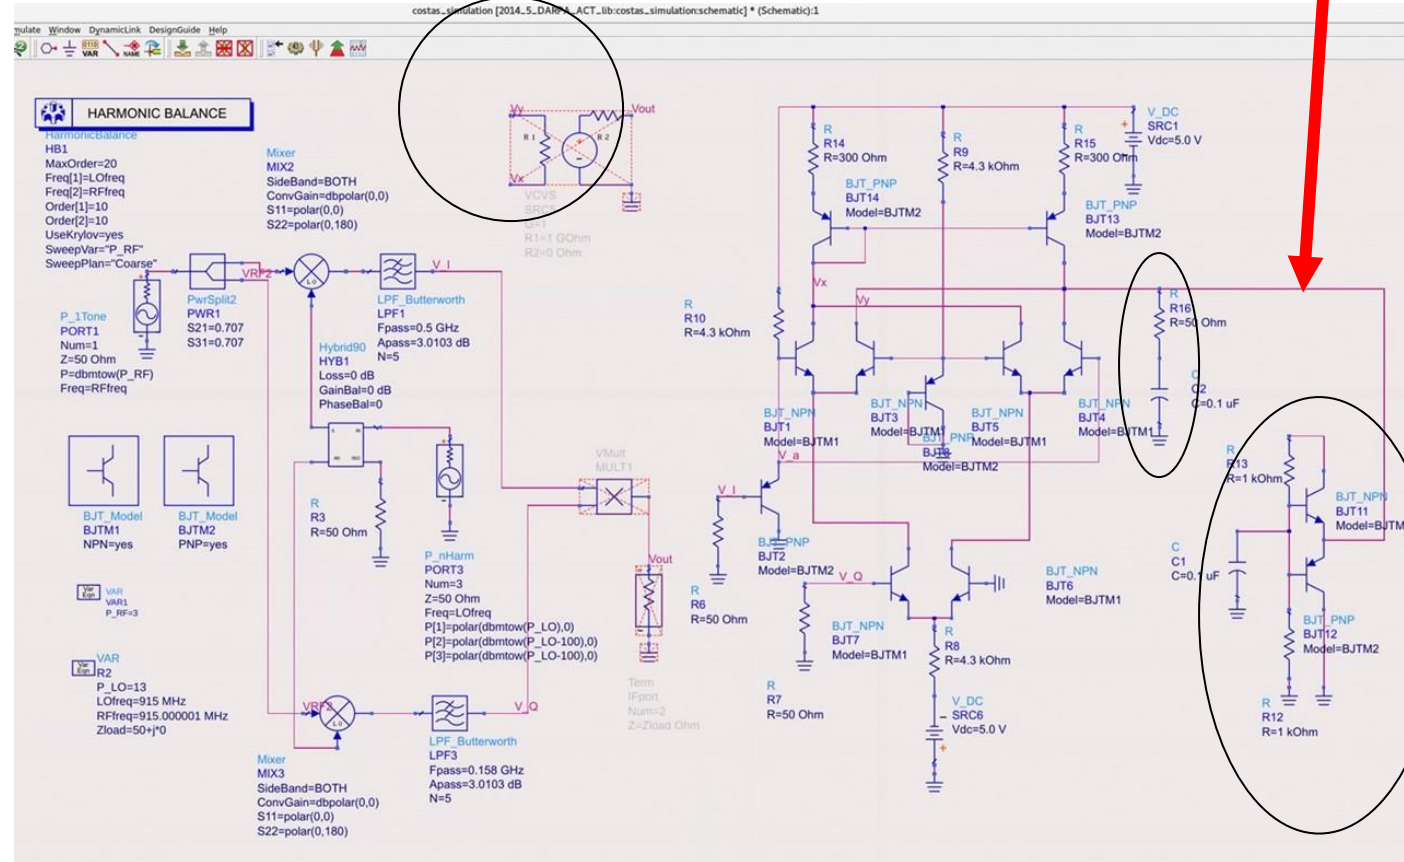 costas_simulation [2014_5_DARPA_ACT_lib:costas_simulation:schematic] * (Schematic):1
mulate Window DynamicLink DesignGuide Help
VAR
NAME
HARMONIC BALANCE
HarmonicBalance
HB1
MaxOrder=20
Freq[1]=LOfreq
Freq[2]=RFfreq
Order[1]=10
Order[2]=10
UseKrylov=yes
SweepVar="P_RF"
SweepPlan="Coarse"
Mixer
MIX2
SideBand=BOTH
ConvGain=dbpolar(0,0)
S11=polar(0,0)
S22=polar(0,180)
Vy
Vout
R1
R2
Vx
VCVS
R1=1 GOhm
R2=0 Ohm
R
R14
R=300 Ohm
R
R9
R=4.3 kOhm
R
R15
R=300 Ohm
V_DC
SRC1
Vdc=5.0 V
BJT_PNP
BJT14
Model=BJTM2
BJT_PNP
BJT13
Model=BJTM2
P_1Tone
PORT1
Num=1
Z=50 Ohm
P=dbmtow(P_RF)
Freq=RFfreq
PwrSplit2
PWR1
S21=0.707
S31=0.707
VRF2
LO
V_I
LPF_Butterworth
LPF1
Fpass=0.5 GHz
Apass=3.0103 dB
N=5
Hybrid90
HYB1
Loss=0 dB
GainBal=0 dB
PhaseBal=0
R
R10
R=4.3 kOhm
Vx
Vy
R
R16
R=50 Ohm
C
C2
C=0.1 uF
BJT_NPN
BJT1
Model=BJTM1
BJT_NPN
BJT3
Model=BJTM1
BJT_PNP
Model=BJTM2
BJT_NPN
BJT5
Model=BJTM1
BJT_NPN
BJT4
Model=BJTM1
V_a
VMult
MULT1
V_I
BJT_PNP
BJT2
Model=BJTM2
BJT_Model
BJTM1
NPN=yes
BJT_Model
BJTM2
PNP=yes
R
R3
R=50 Ohm
P_nHarm
PORT3
Num=3
Z=50 Ohm
Freq=LOfreq
P[1]=polar(dbmtow(P_LO),0)
P[2]=polar(dbmtow(P_LO-100),0)
P[3]=polar(dbmtow(P_LO-100),0)
Vout
R
R6
R=50 Ohm
V_Q
BJT_NPN
BJT7
Model=BJTM1
BJT_NPN
BJT6
Model=BJTM1
R
R8
R=4.3 kOhm
R
R7
R=50 Ohm
V_DC
SRC6
Vdc=5.0 V
R
R13
R=1 kOhm
BJT_NPN
BJT11
Model=BJTM
C
C1
C=0.1 uF
BJT_PNP
BJT12
Model=BJTM2
R
R12
R=1 kOhm
Var
Eqn
VAR
VAR1
P_RF=3
Var
Eqn
VAR
R2
P_LO=13
LOfreq=915 MHz
RFfreq=915.000001 MHz
Zload=50+j*0
VRF2
LO
V_Q
Mixer
MIX3
SideBand=BOTH
ConvGain=dbpolar(0,0)
S11=polar(0,0)
S22=polar(0,180)
LPF_Butterworth
LPF3
Fpass=0.158 GHz
Apass=3.0103 dB
N=5
Term
IFport
Num=2
Z=Zload Ohm